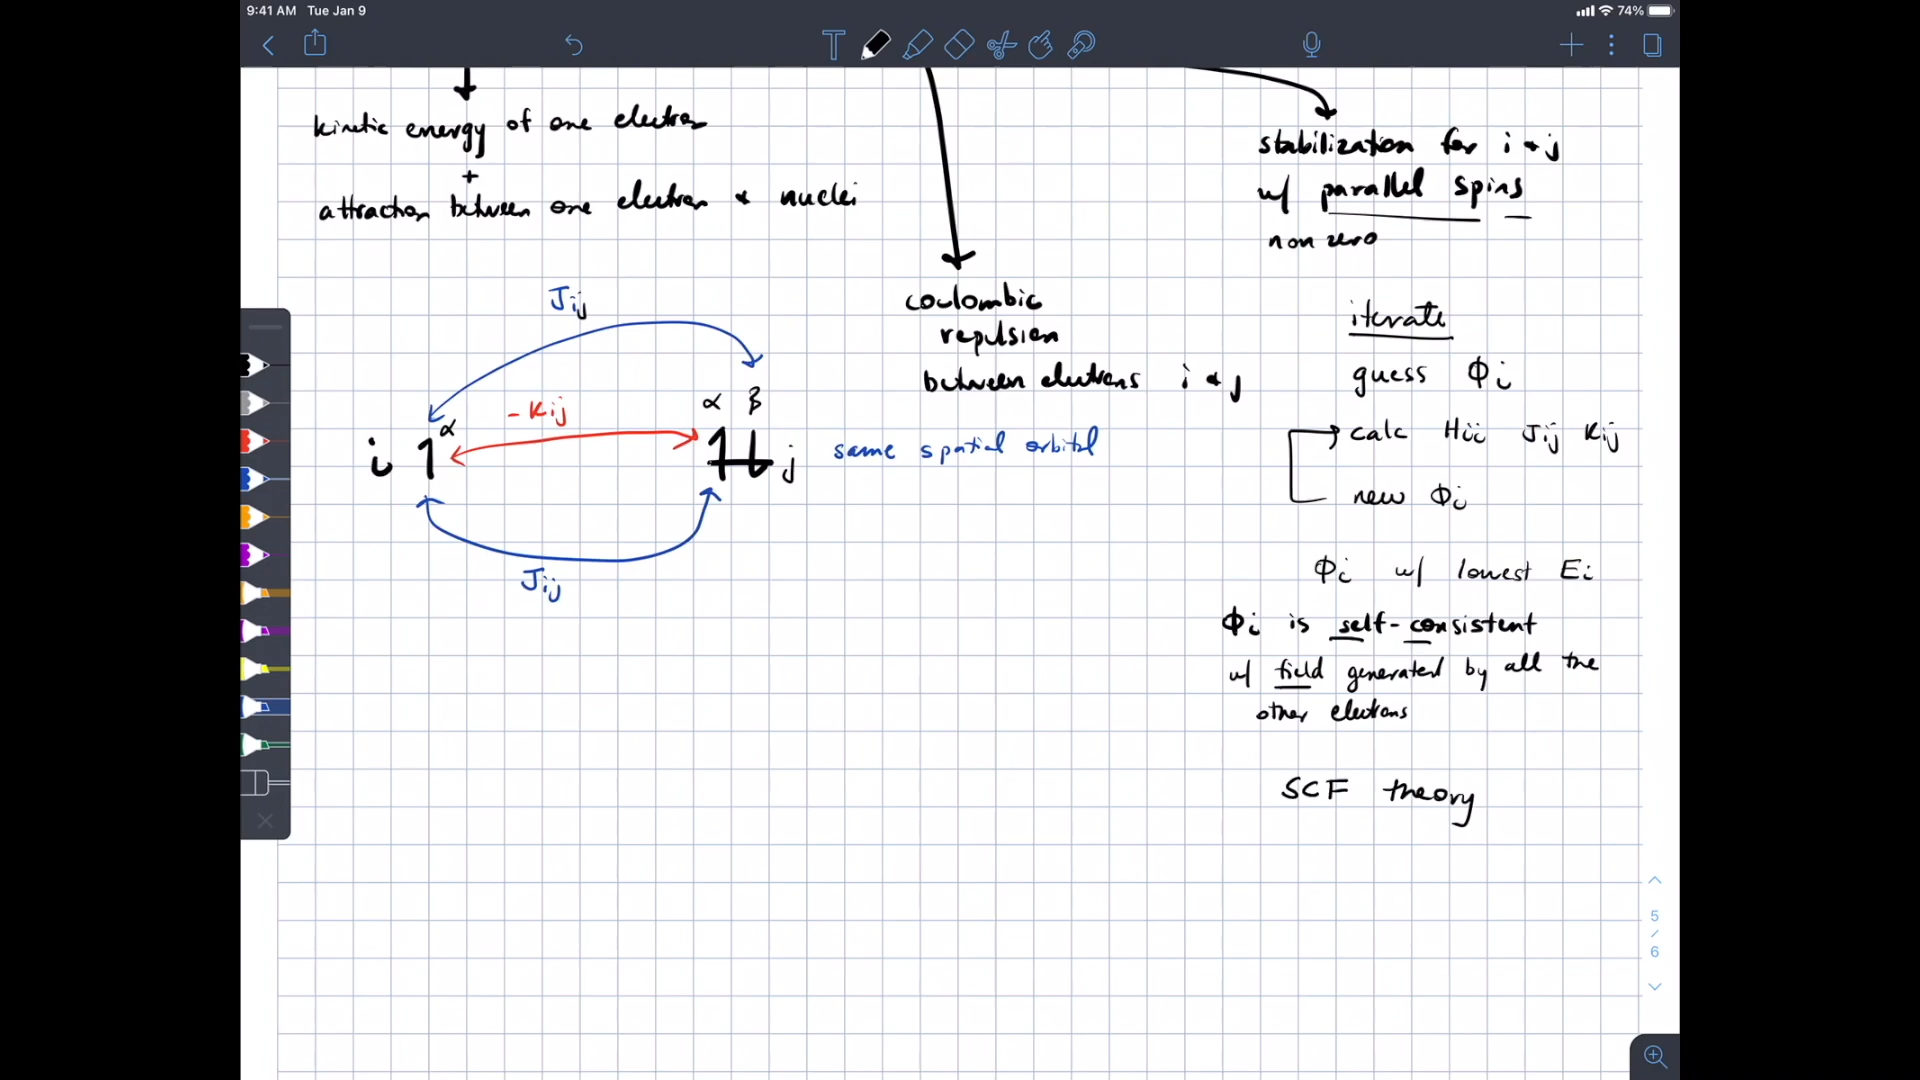 9:41 AM Tue Jan 9
74%
kinetic energy of one electron
+
attraction between one electron & nuclei
stabilization for i & j
w/ parallel spins
non zero
Jij
coulombic
repulsion
between electrons i & j
iterate
guess Φi
α β
- Kij
i 1 α
j same spatial orbital
calc Hii Jij Kij
new Φi
Jij
Φi w/ lowest Ei
Φi is self-consistent
w/ field generated by all the
other electrons
SCF theory
5
/
6